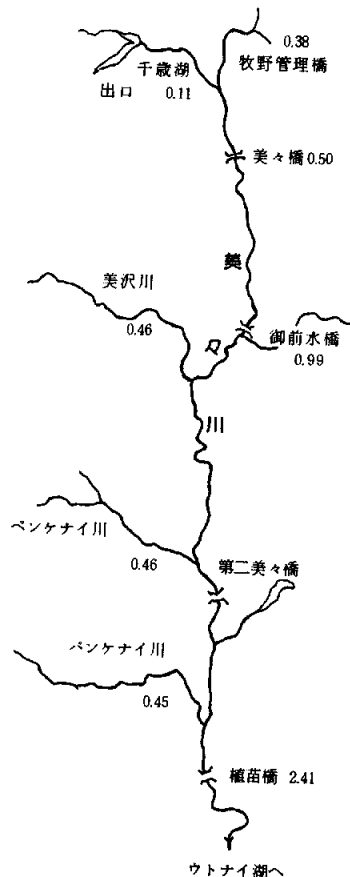 0.38
千歳湖
牧野管理橋
出口
0.11
美々橋 0.50
美
美沢川
0.46
御前水橋
0.99
々
川
ペンケナイ川
0.46
第二美々橋
パンケナイ川
0.45
植苗橋 2.41
ウトナイ湖へ